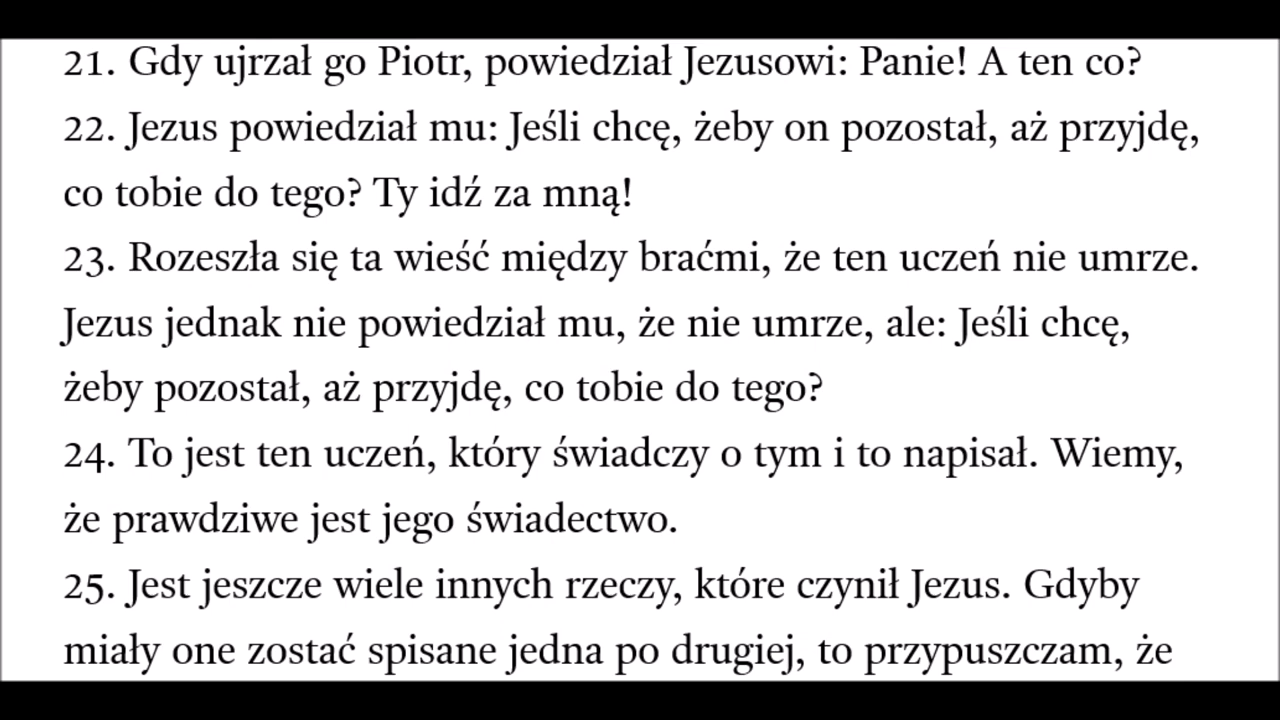 21. Gdy ujrzał go Piotr, powiedział Jezusowi: Panie! A ten co?
22. Jezus powiedział mu: Jeśli chcę, żeby on pozostał, aż przyjdę,
co tobie do tego? Ty idź za mną!
23. Rozeszła się ta wieść między braćmi, że ten uczeń nie umrze.
Jezus jednak nie powiedział mu, że nie umrze, ale: Jeśli chcę,
żeby pozostał, aż przyjdę, co tobie do tego?
24. To jest ten uczeń, który świadczy o tym i to napisał. Wiemy,
że prawdziwe jest jego świadectwo.
25. Jest jeszcze wiele innych rzeczy, które czynił Jezus. Gdyby
miały one zostać spisane jedna po drugiej, to przypuszczam, że